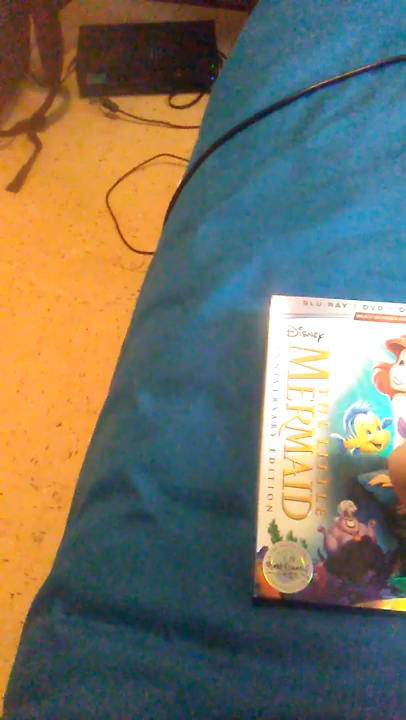 BLU-RAY DVD
DISNEY
THE LITTLE
MERMAID
ANNIVERSARY EDITION